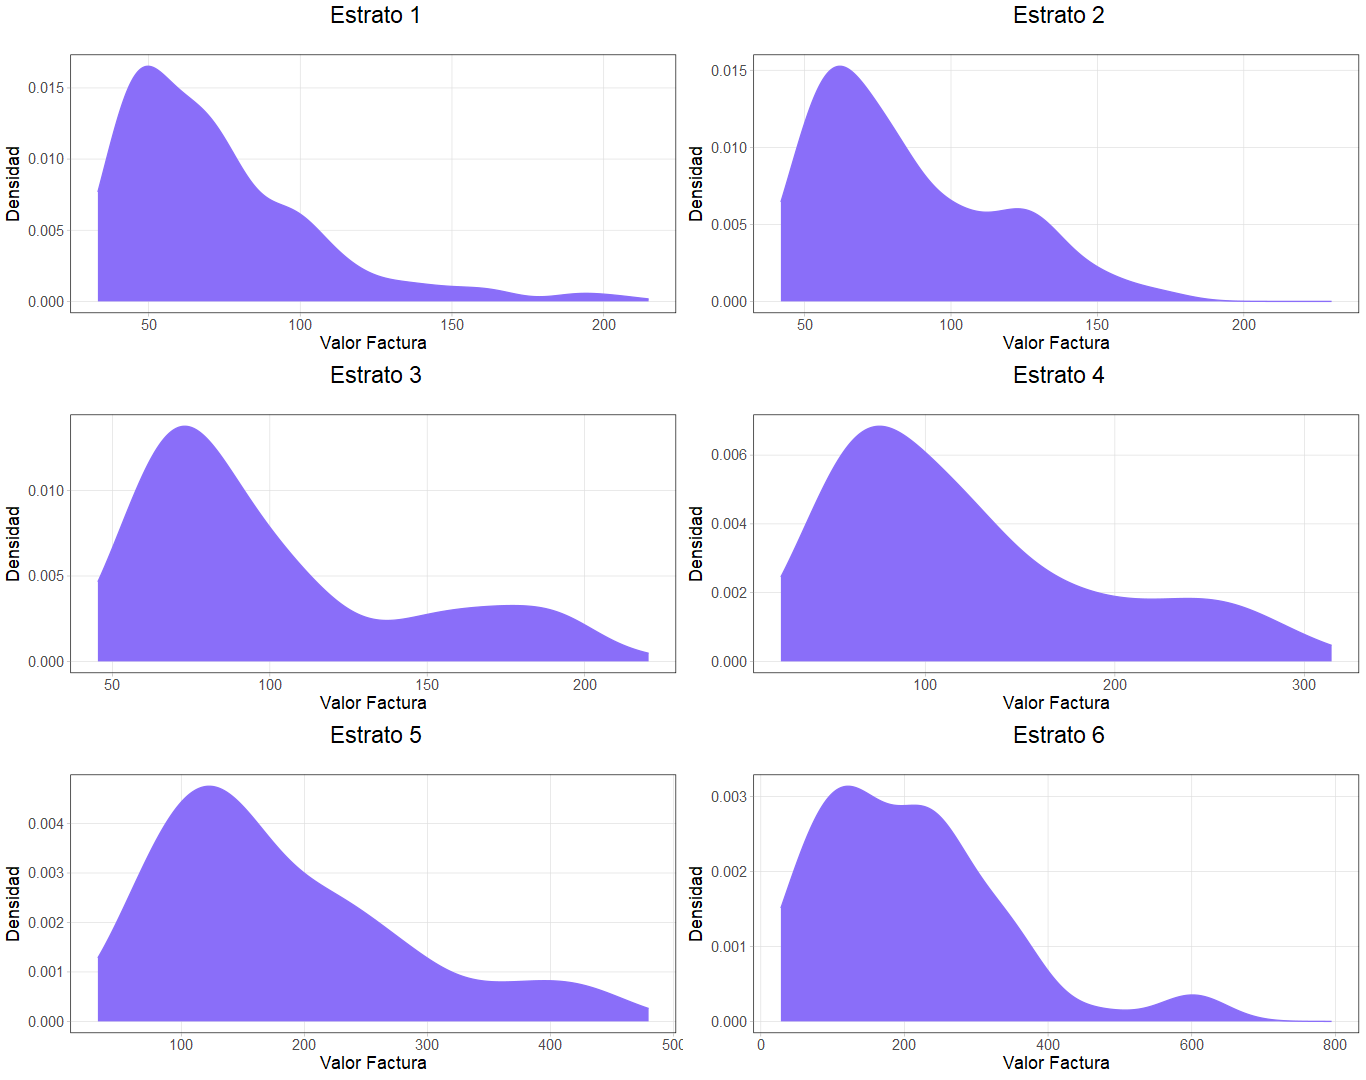 Estrato 1
Densidad
0.015
0.010
0.005
0.000
50 100 150 200
Valor Factura
Estrato 2
Densidad
0.015
0.010
0.005
0.000
50 100 150 200
Valor Factura
Estrato 3
Densidad
0.010
0.005
0.000
50 100 150 200
Valor Factura
Estrato 4
Densidad
0.006
0.004
0.002
0.000
100 200 300
Valor Factura
Estrato 5
Densidad
0.004
0.003
0.002
0.001
0.000
100 200 300 400 500
Valor Factura
Estrato 6
Densidad
0.003
0.002
0.001
0.000
0 200 400 600 800
Valor Factura